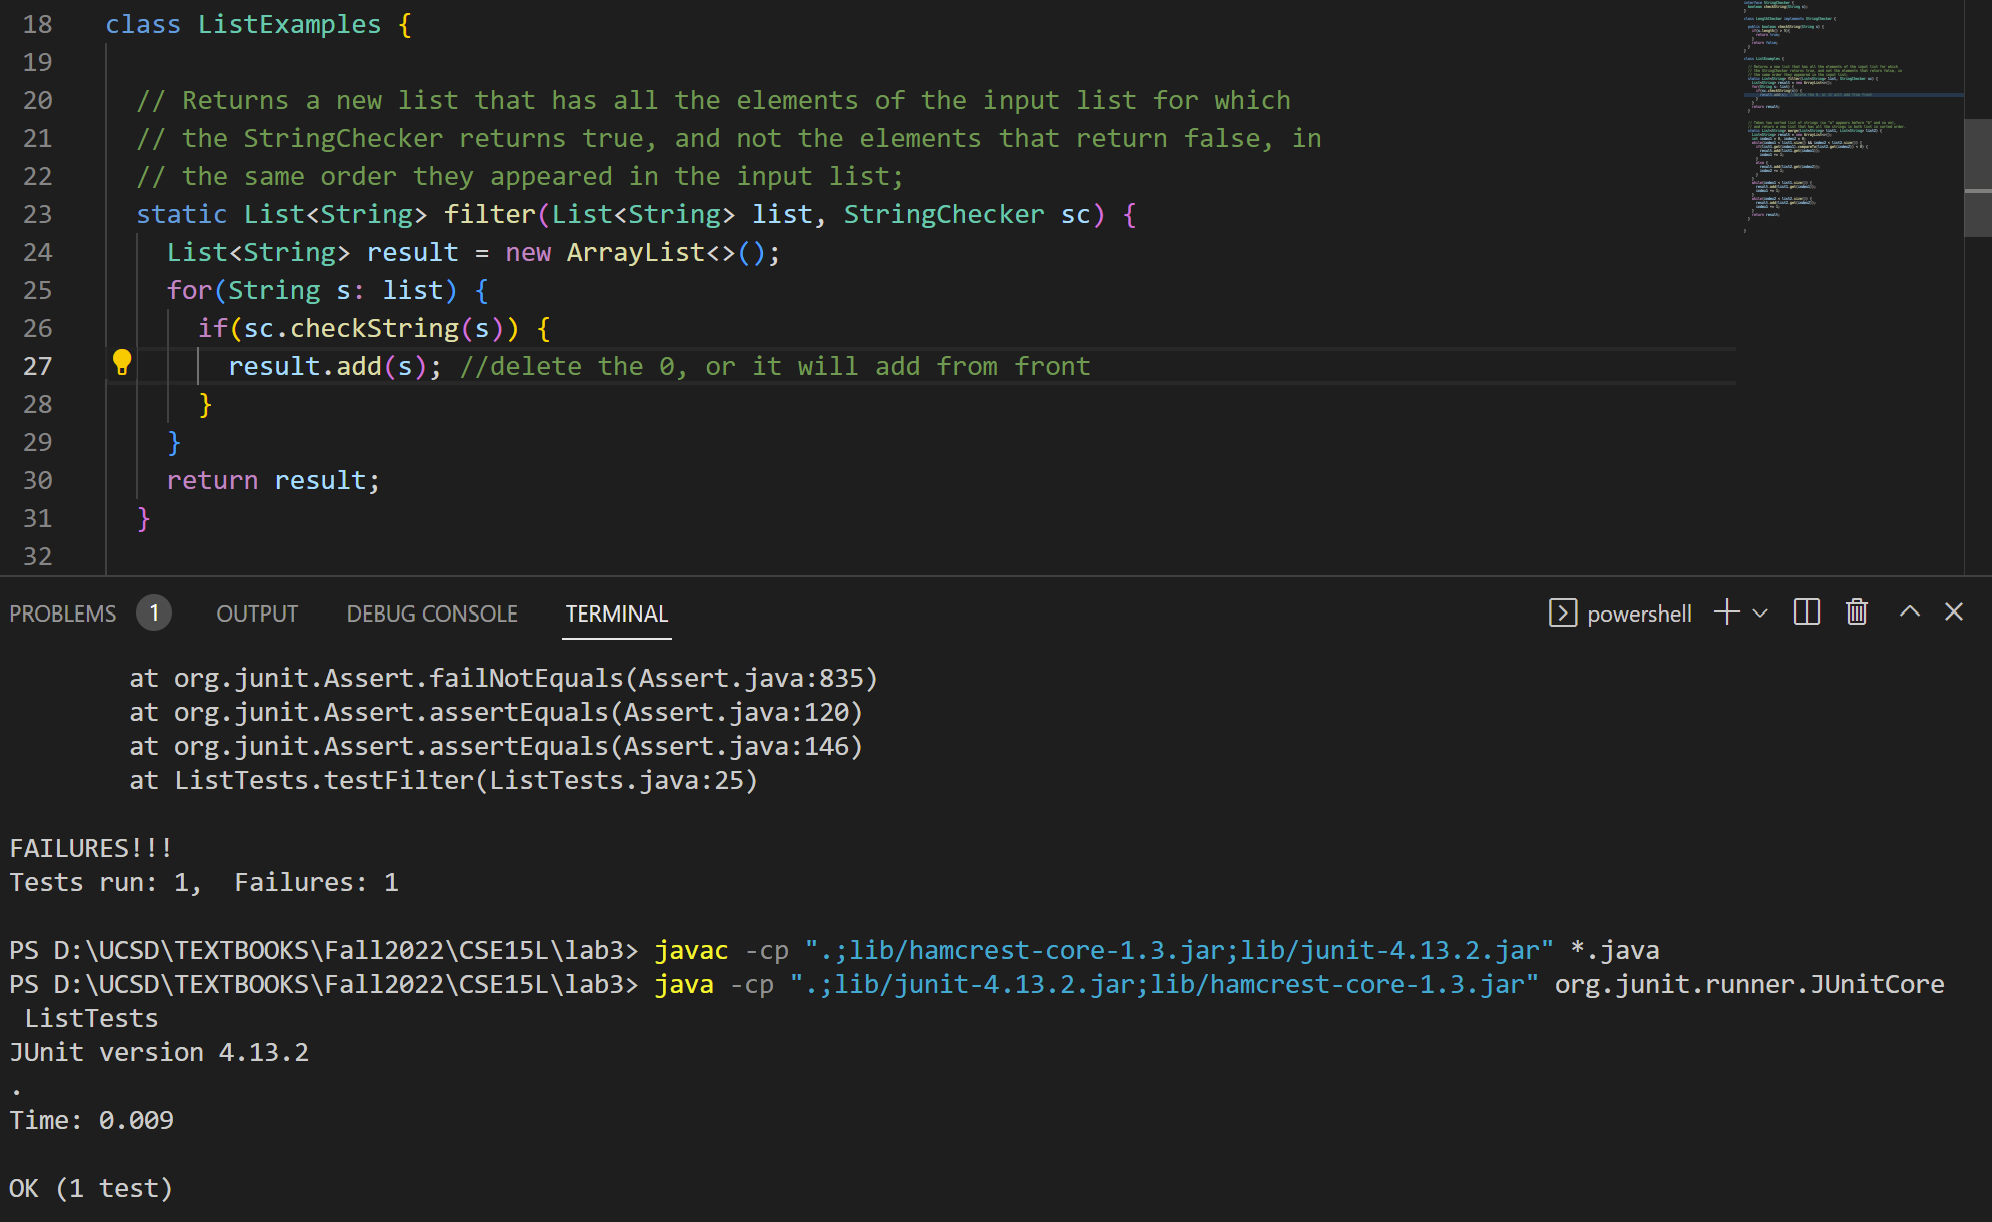 18 class ListExamples {
19
20 // Returns a new list that has all the elements of the input list for which
21 // the StringChecker returns true, and not the elements that return false, in
22 // the same order they appeared in the input list;
23 static List<String> filter(List<String> list, StringChecker sc) {
24 List<String> result = new ArrayList<>();
25 for(String s: list) {
26 if(sc.checkString(s)) {
27 result.add(s); //delete the 0, or it will add from front
28 }
29 }
30 return result;
31 }
32
PROBLEMS 1 OUTPUT DEBUG CONSOLE TERMINAL powershell
at org.junit.Assert.failNotEquals(Assert.java:835)
at org.junit.Assert.assertEquals(Assert.java:120)
at org.junit.Assert.assertEquals(Assert.java:146)
at ListTests.testFilter(ListTests.java:25)
FAILURES!!!
Tests run: 1,  Failures: 1
PS D:\UCSD\TEXTBOOKS\Fall2022\CSE15L\lab3> javac -cp ".;lib/hamcrest-core-1.3.jar;lib/junit-4.13.2.jar" *.java
PS D:\UCSD\TEXTBOOKS\Fall2022\CSE15L\lab3> java -cp ".;lib/junit-4.13.2.jar;lib/hamcrest-core-1.3.jar" org.junit.runner.JUnitCore
ListTests
JUnit version 4.13.2
.
Time: 0.009
OK (1 test)